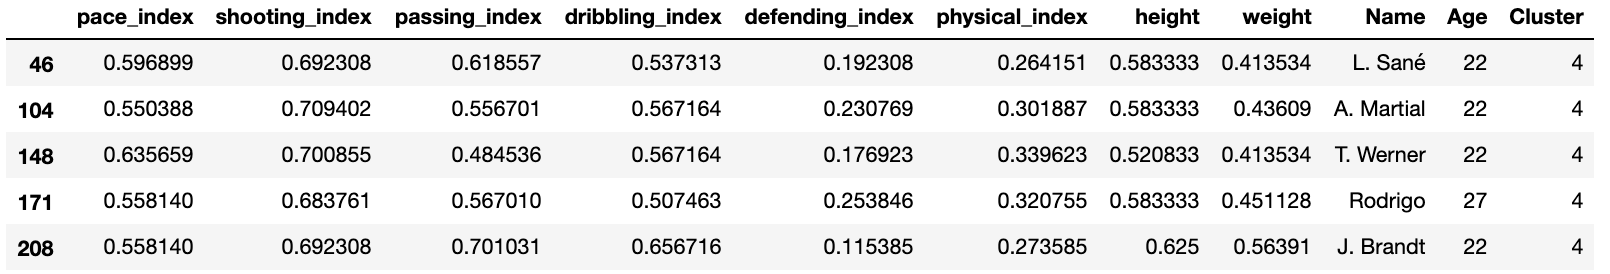 pace_index shooting_index passing_index dribbling_index defending_index physical_index height weight Name Age Cluster
46 0.596899 0.692308 0.618557 0.537313 0.192308 0.264151 0.583333 0.413534 L. Sané 22 4
104 0.550388 0.709402 0.556701 0.567164 0.230769 0.301887 0.583333 0.43609 A. Martial 22 4
148 0.635659 0.700855 0.484536 0.567164 0.176923 0.339623 0.520833 0.413534 T. Werner 22 4
171 0.558140 0.683761 0.567010 0.507463 0.253846 0.320755 0.583333 0.451128 Rodrigo 27 4
208 0.558140 0.692308 0.701031 0.656716 0.115385 0.273585 0.625 0.56391 J. Brandt 22 4